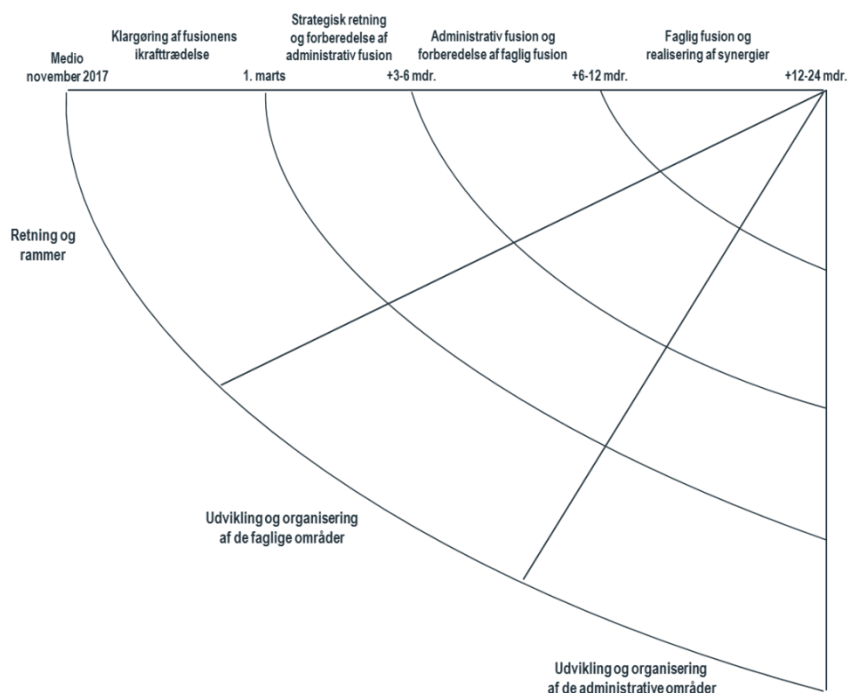 Medio
november 2017
Klargøring af fusionens
ikrafttrædelse
1. marts
Strategisk retning
og forberedelse af
administrativ fusion
+3-6 mdr.
Administrativ fusion og
forberedelse af faglig fusion
+6-12 mdr.
Faglig fusion og
realisering af synergier
+12-24 mdr.
Retning og
rammer
Udvikling og organisering
af de faglige områder
Udvikling og organisering
af de administrative områder